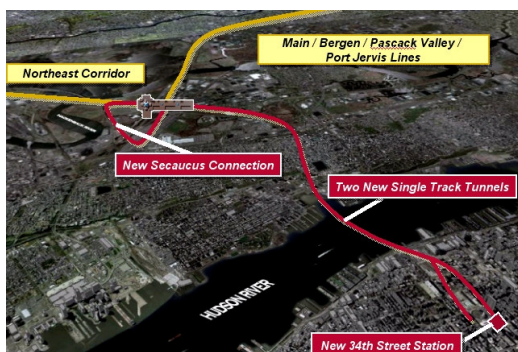 Main / Bergen / Pascack Valley /
Port Jervis Lines
Northeast Corridor
New Secaucus Connection
Two New Single Track Tunnels
HUDSON RIVER
New 34th Street Station